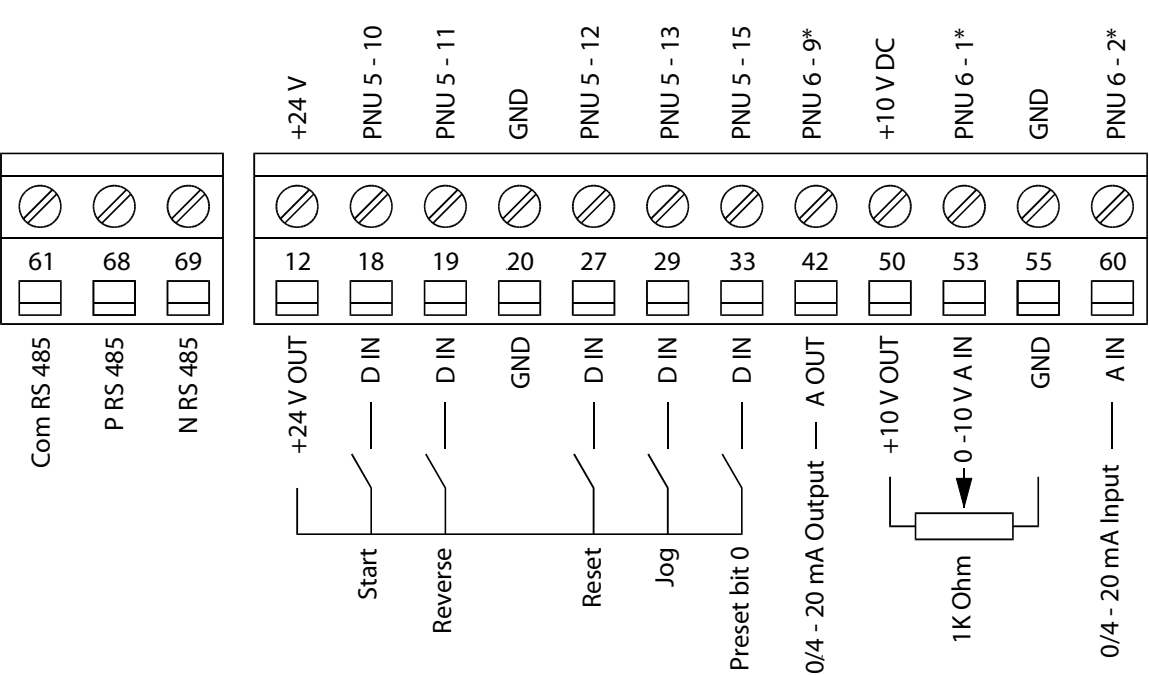 +24 V
PNU 5 - 10
PNU 5 - 11
GND
PNU 5 - 12
PNU 5 - 13
PNU 5 - 15
PNU 6 - 9*
+10 V DC
PNU 6 - 1*
GND
PNU 6 - 2*
61 68 69
12 18 19 20 27 29 33 42 50 53 55 60
Com RS 485
P RS 485
N RS 485
+24 V OUT
D IN
D IN
GND
D IN
D IN
D IN
0/4 - 20 mA Output — A OUT
+10 V OUT
0 -10 V A IN
GND
0/4 - 20 mA Input — A IN
Start
Reverse
Reset
Jog
Preset bit 0
1K Ohm